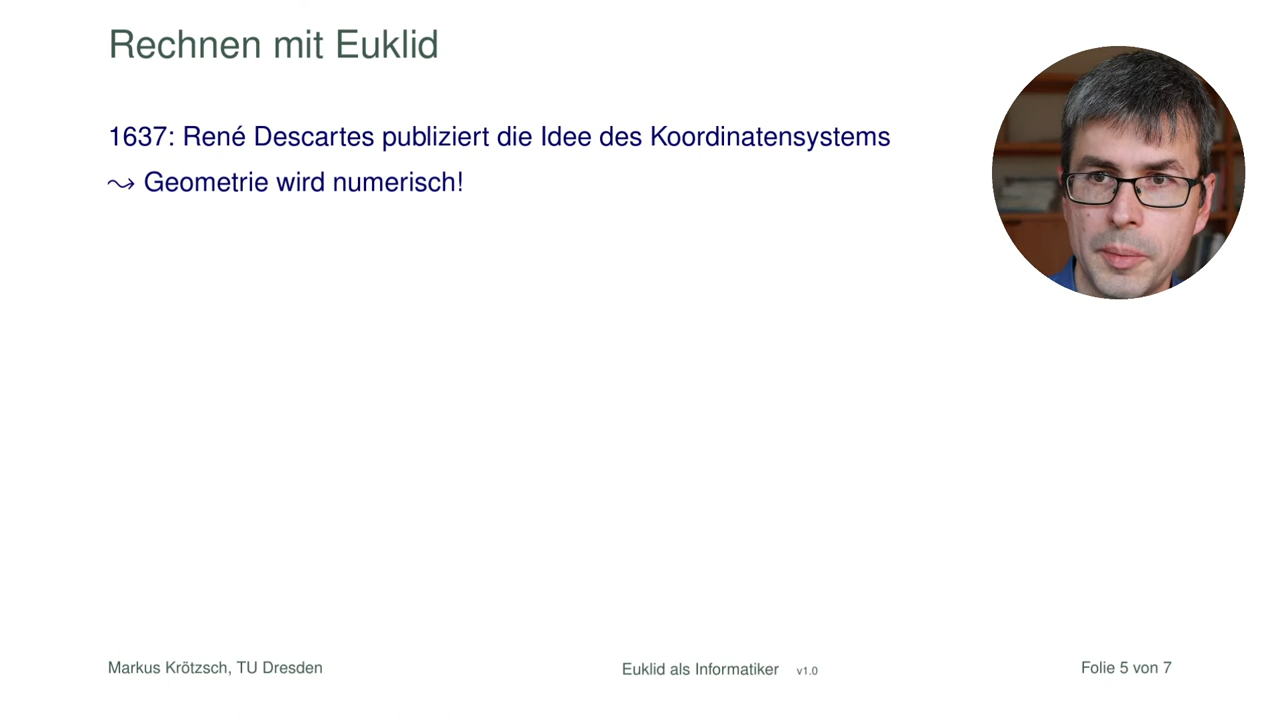 Rechnen mit Euklid
1637: René Descartes publiziert die Idee des Koordinatensystems
⤳ Geometrie wird numerisch!
Markus Krötzsch, TU Dresden
Euklid als Informatiker v1.0
Folie 5 von 7